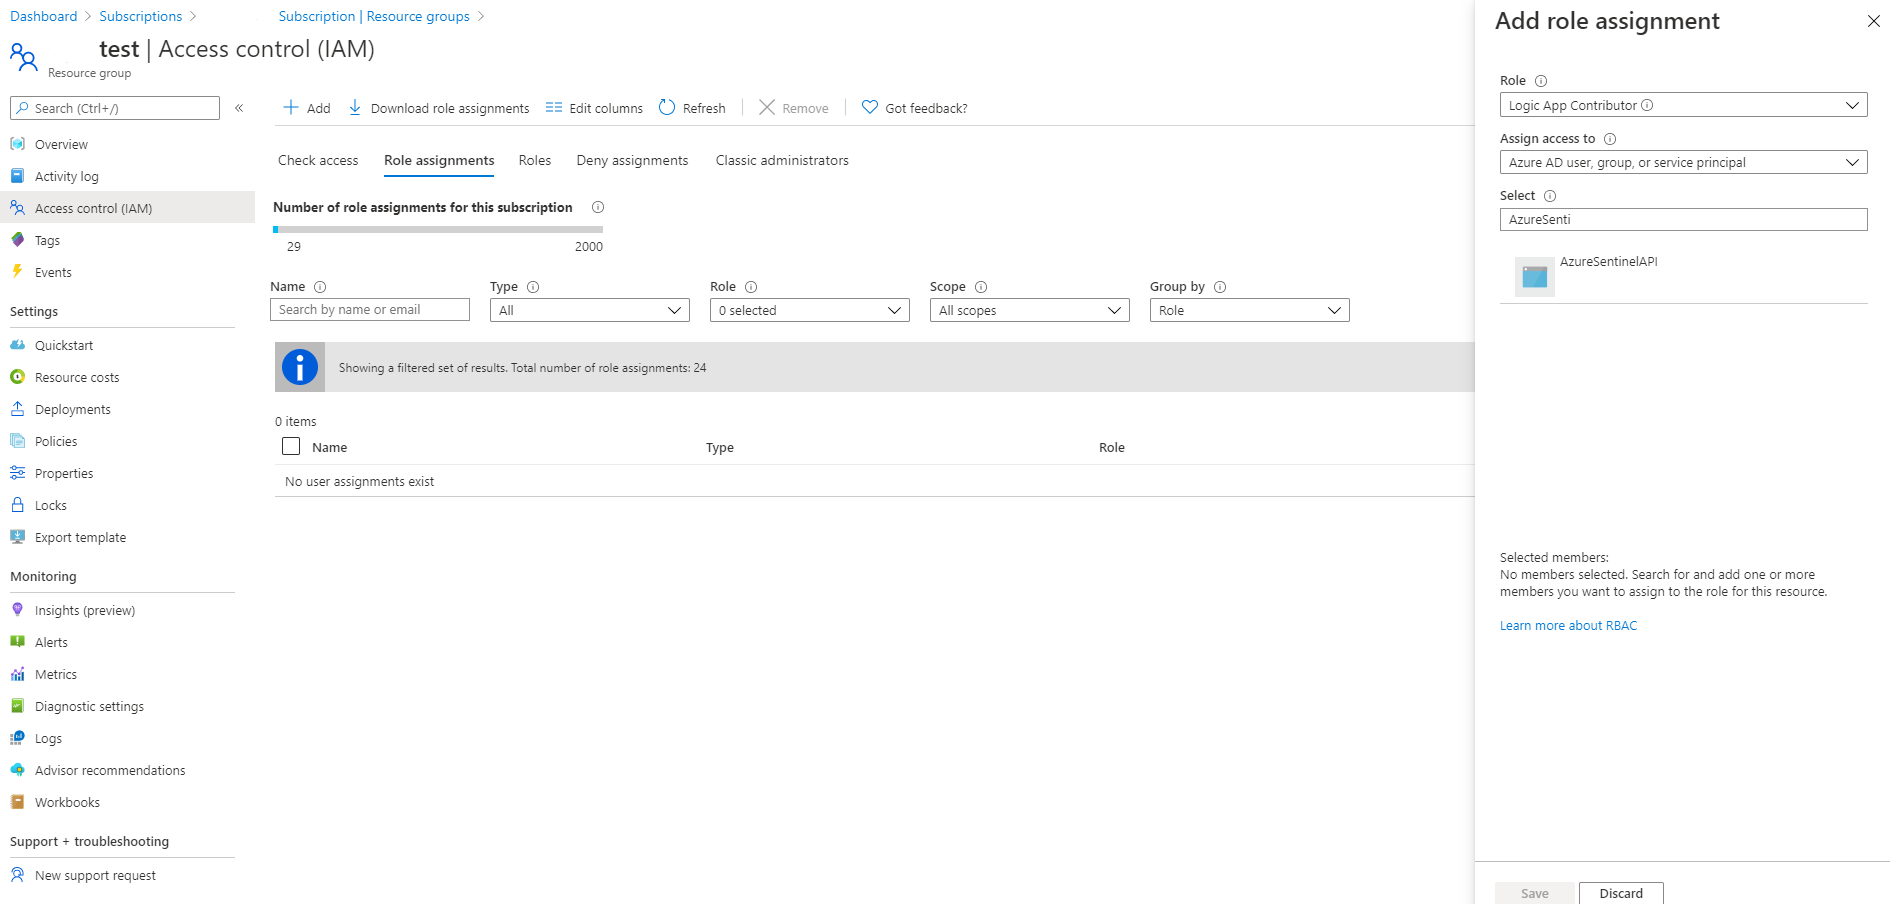 Dashboard > Subscriptions > Subscription | Resource groups >
test | Access control (IAM)
Resource group
Search (Ctrl+/)
«
Overview
Activity log
Access control (IAM)
Tags
Events
Settings
Quickstart
Resource costs
Deployments
Policies
Properties
Locks
Export template
Monitoring
Insights (preview)
Alerts
Metrics
Diagnostic settings
Logs
Advisor recommendations
Workbooks
Support + troubleshooting
New support request
Add Download role assignments Edit columns Refresh Remove Got feedback?
Check access Role assignments Roles Deny assignments Classic administrators
Number of role assignments for this subscription
29 2000
Name Type Role Scope Group by
Search by name or email All 0 selected All scopes Role
Showing a filtered set of results. Total number of role assignments: 24
0 items
Name Type Role
No user assignments exist
Add role assignment
Role
Logic App Contributor
Assign access to
Azure AD user, group, or service principal
Select
AzureSenti
AzureSentinelAPI
Selected members:
No members selected. Search for and add one or more
members you want to assign to the role for this resource.
Learn more about RBAC
Save Discard